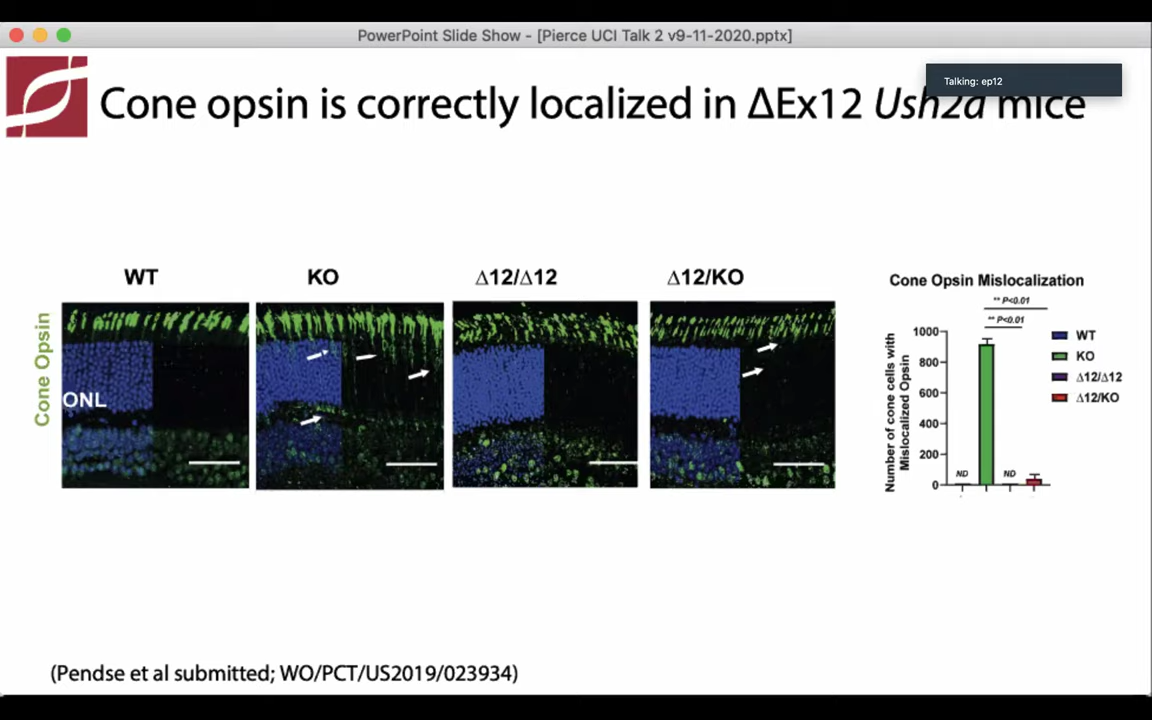 PowerPoint Slide Show - [Pierce UCI Talk 2 v9-11-2020.pptx]
Talking: ep12
Cone opsin is correctly localized in ΔEx12 Ush2a mice
WT
KO
Δ12/Δ12
Δ12/KO
Cone Opsin
ONL
Cone Opsin Mislocalization
** P<0.01
** P<0.01
Number of cone cells with
Mislocalized Opsin
1000
800
600
400
200
0
ND
ND
WT
KO
Δ12/Δ12
Δ12/KO
(Pendse et al submitted; WO/PCT/US2019/023934)